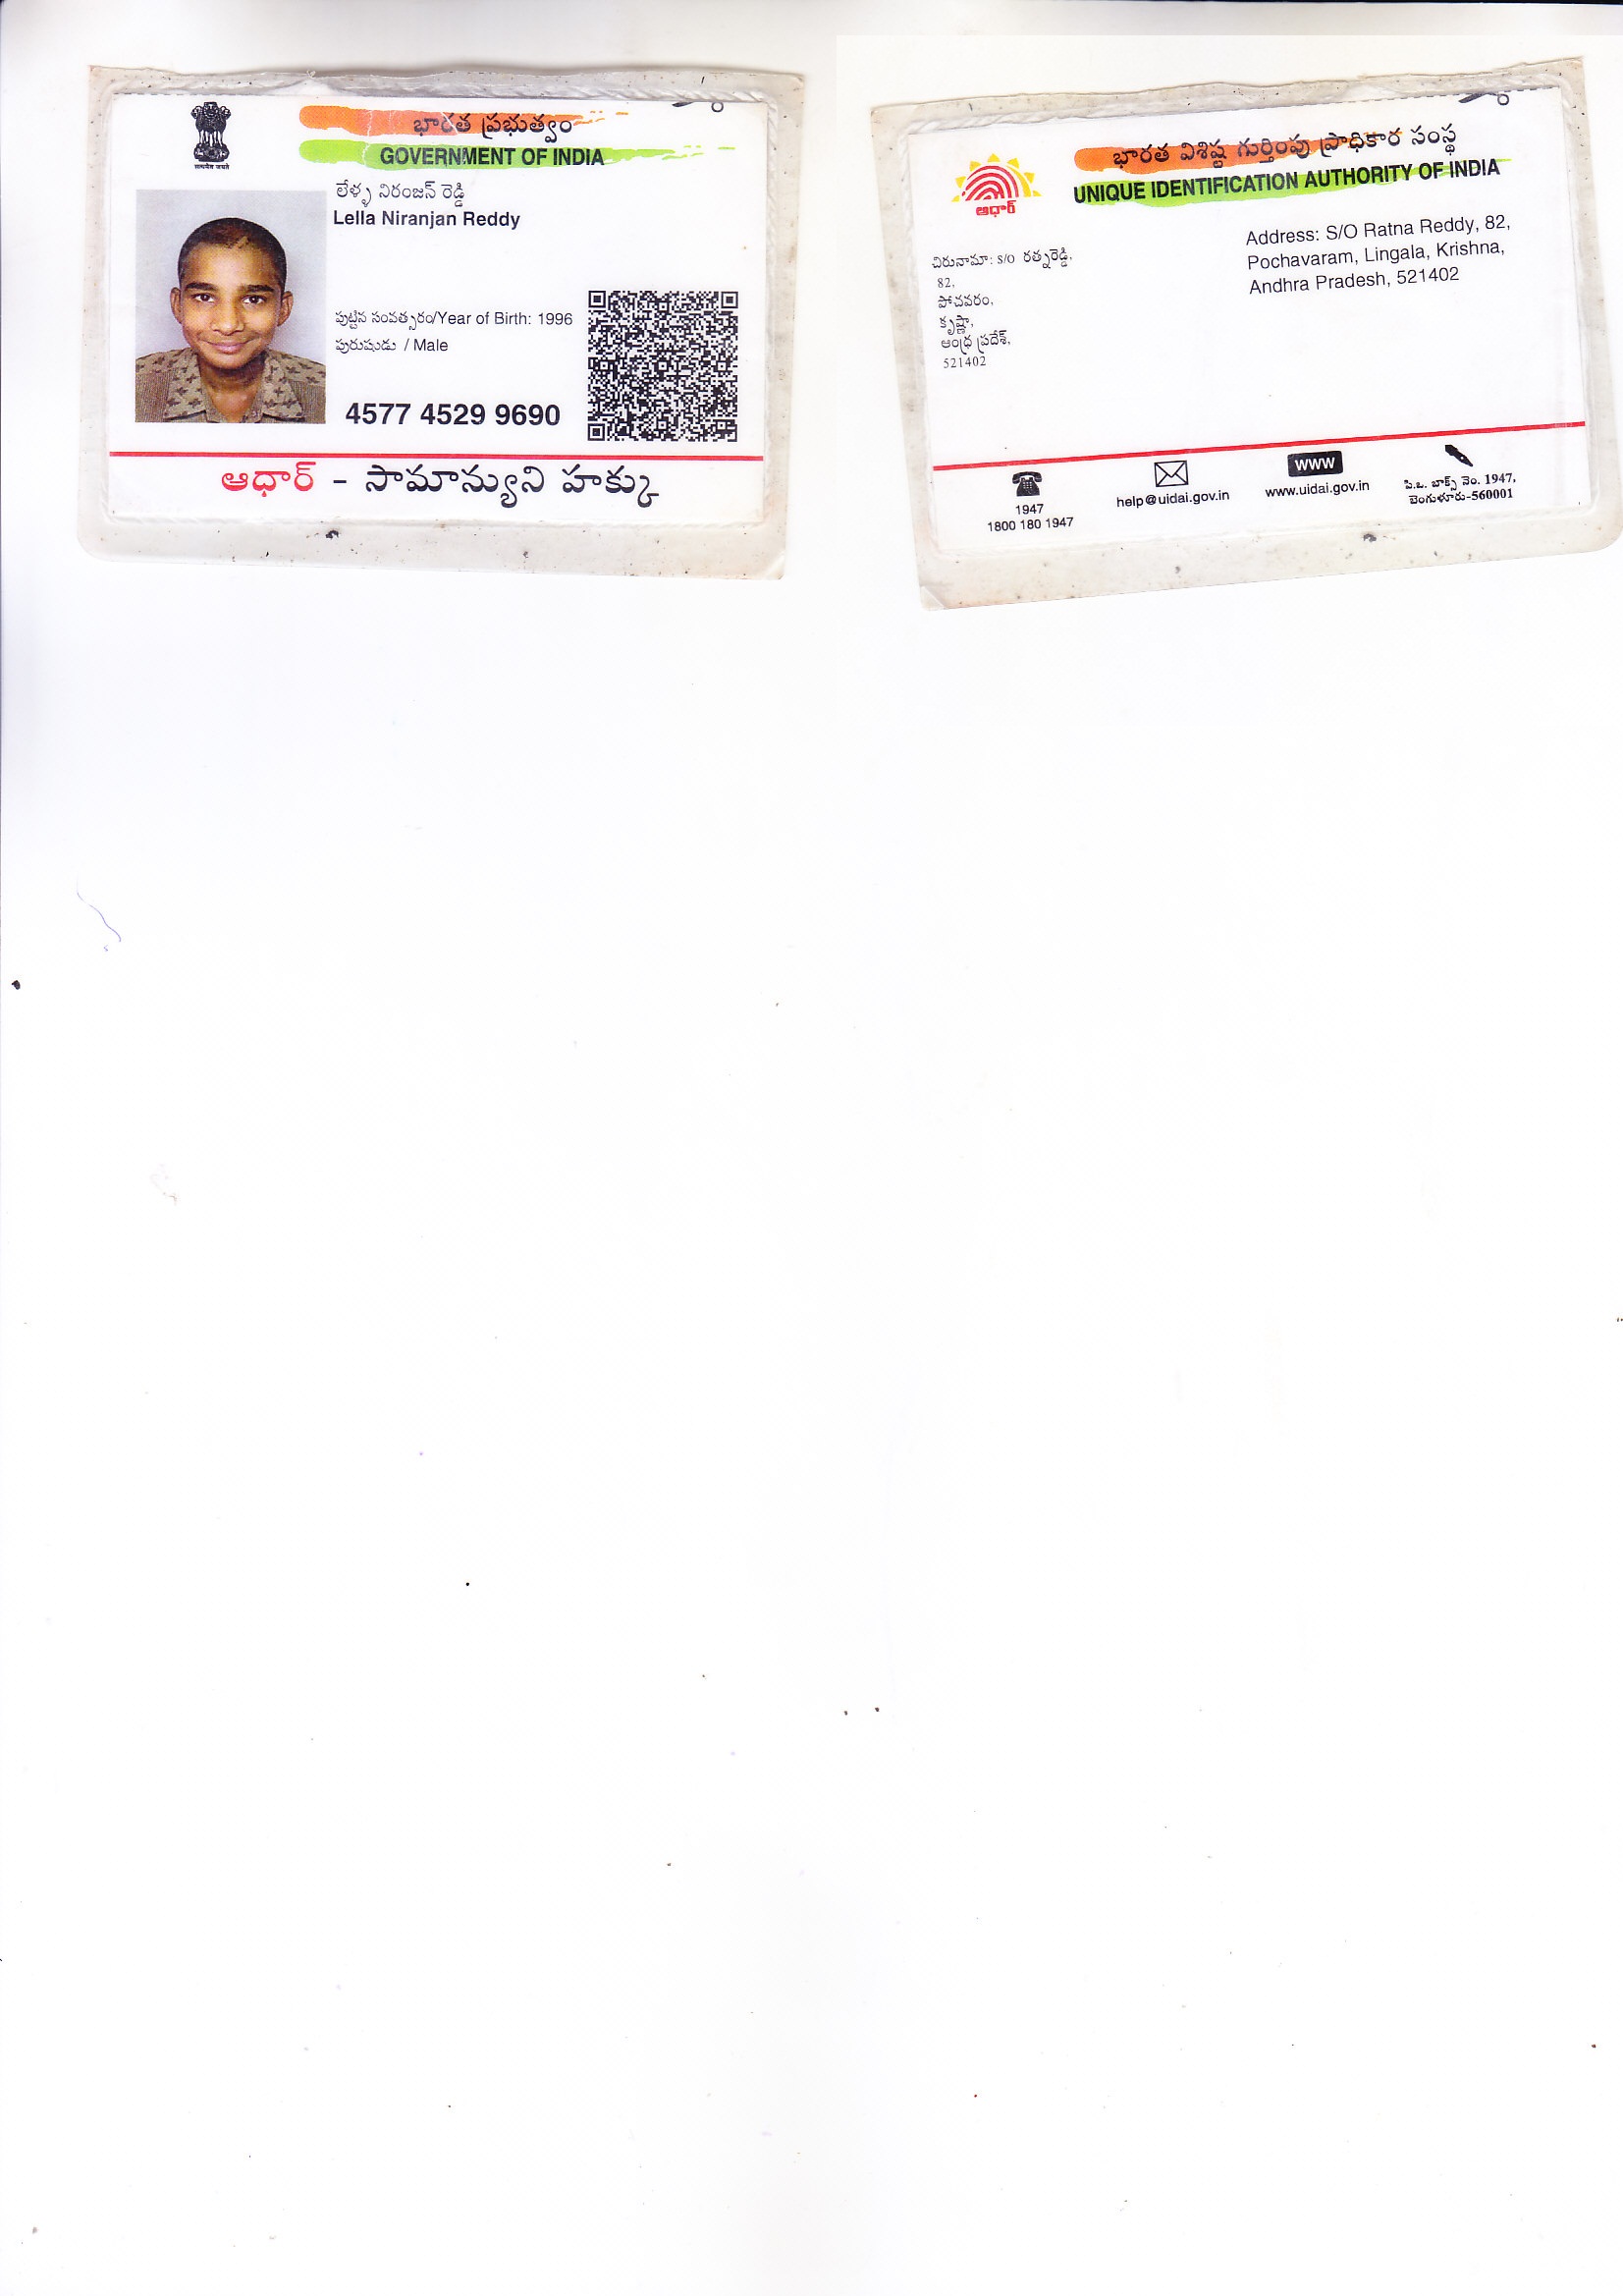 భారత ప్రభుత్వం
GOVERNMENT OF INDIA
లేళ్ళ నిరంజన్ రెడ్డి
Lella Niranjan Reddy
పుట్టిన సంవత్సరం/Year of Birth: 1996
పురుషుడు / Male
4577 4529 9690
ఆధార్ - సామాన్యుని హక్కు
सत्यमेव जयते
భారత విశిష్ట గుర్తింపు ప్రాధికార సంస్థ
UNIQUE IDENTIFICATION AUTHORITY OF INDIA
ఆధార్
చిరునామా: S/O రత్నరెడ్డి,
82,
పోచవరం,
కృష్ణా,
ఆంధ్ర ప్రదేశ్,
521402
Address: S/O Ratna Reddy, 82,
Pochavaram, Lingala, Krishna,
Andhra Pradesh, 521402
1947
1800 180 1947
help@uidai.gov.in
www
www.uidai.gov.in
పి.ఒ. బాక్స్ నెం. 1947,
బెంగుళూరు-560001